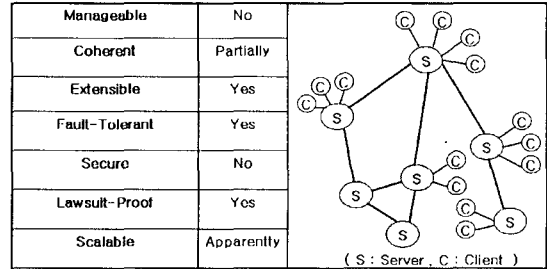 Manageable No
Coherent Partially
Extensible Yes
Fault-Tolerant Yes
Secure No
Lawsuit-Proof Yes
Scalable Apparently
C
C
C
C
S
C
C
C
S
C
C
C
S
C
C
S
S
S
C
C
S
( S : Server , C : Client )